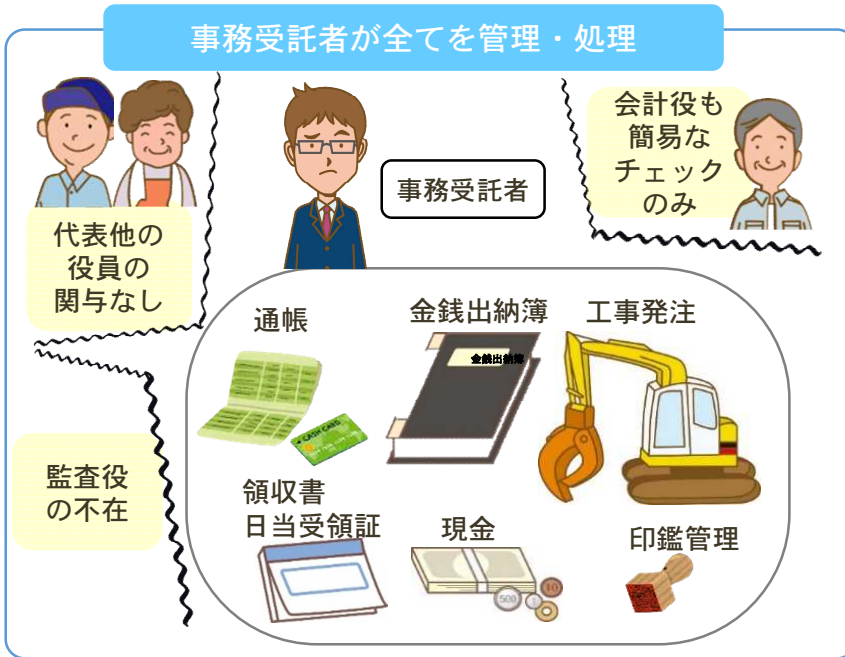 事務受託者が全てを管理・処理
代表他の
役員の
関与なし
事務受託者
会計役も
簡易な
チェック
のみ
監査役
の不在
通帳
CASH CARD
金銭出納簿
金銭出納簿
工事発注
領収書
日当受領証
現金
500
1
10
印鑑管理